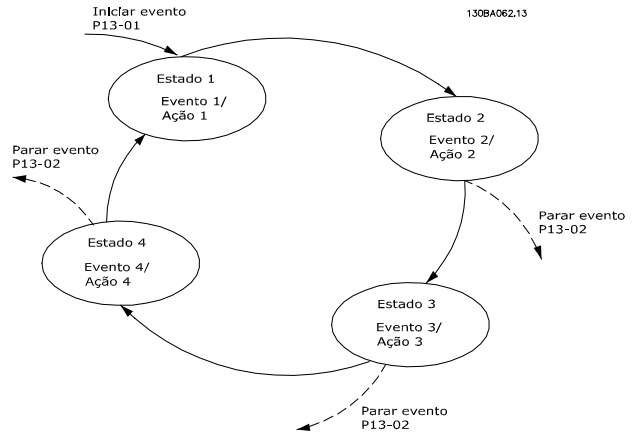 Iniciar evento
P13-01
130BA062.13
Estado 1
Evento 1/
Ação 1
Estado 2
Evento 2/
Ação 2
Parar evento
P13-02
Parar evento
P13-02
Estado 4
Evento 4/
Ação 4
Estado 3
Evento 3/
Ação 3
Parar evento
P13-02